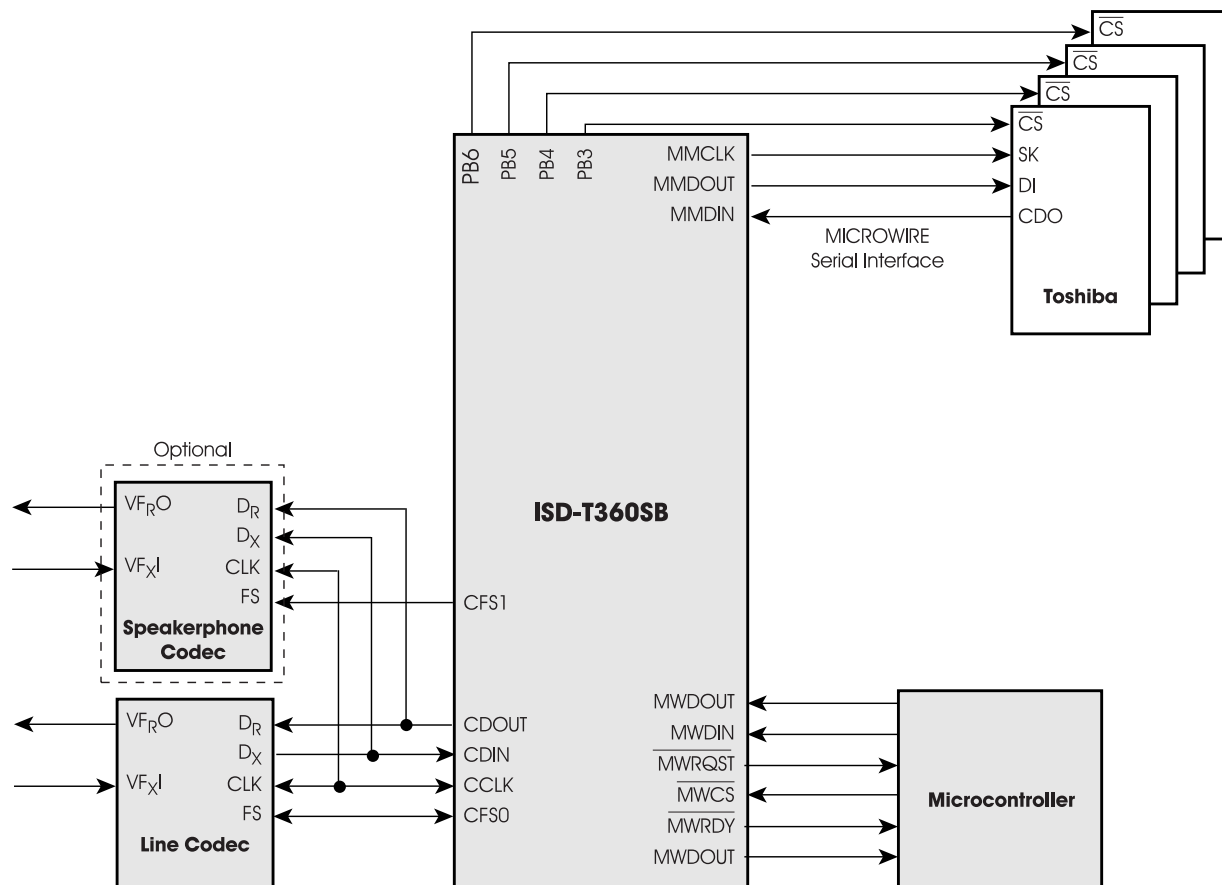 CS
CS
CS
CS
SK
DI
CDO
Toshiba
PB6
PB5
PB4
PB3
MMCLK
MMDOUT
MMDIN
MICROWIRE
Serial Interface
ISD-T360SB
Optional
VFRO
DR
DX
VFXI
CLK
FS
Speakerphone
Codec
CFS1
VFRO
DR
DX
VFXI
CLK
FS
Line Codec
CDOUT
CDIN
CCLK
CFS0
MWDOUT
MWDIN
MWRQST
MWCS
MWRDY
MWDOUT
Microcontroller